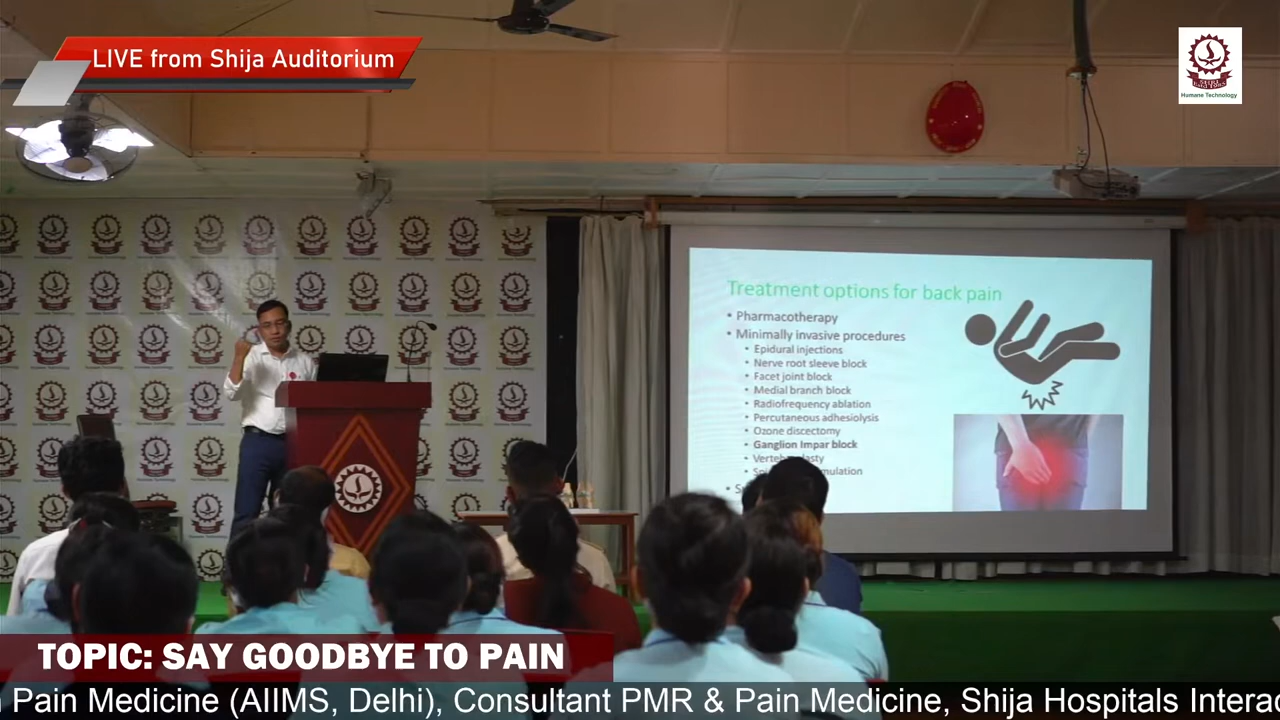 LIVE from Shija Auditorium
Humane Technology
Treatment options for back pain
• Pharmacotherapy
• Minimally invasive procedures
• Epidural injections
• Nerve root sleeve block
• Facet joint block
• Medial branch block
• Radiofrequency ablation
• Percutaneous adhesiolysis
• Ozone discectomy
• Ganglion Impar block
TOPIC: SAY GOODBYE TO PAIN
Pain Medicine (AIIMS, Delhi), Consultant PMR & Pain Medicine, Shija Hospitals Interac